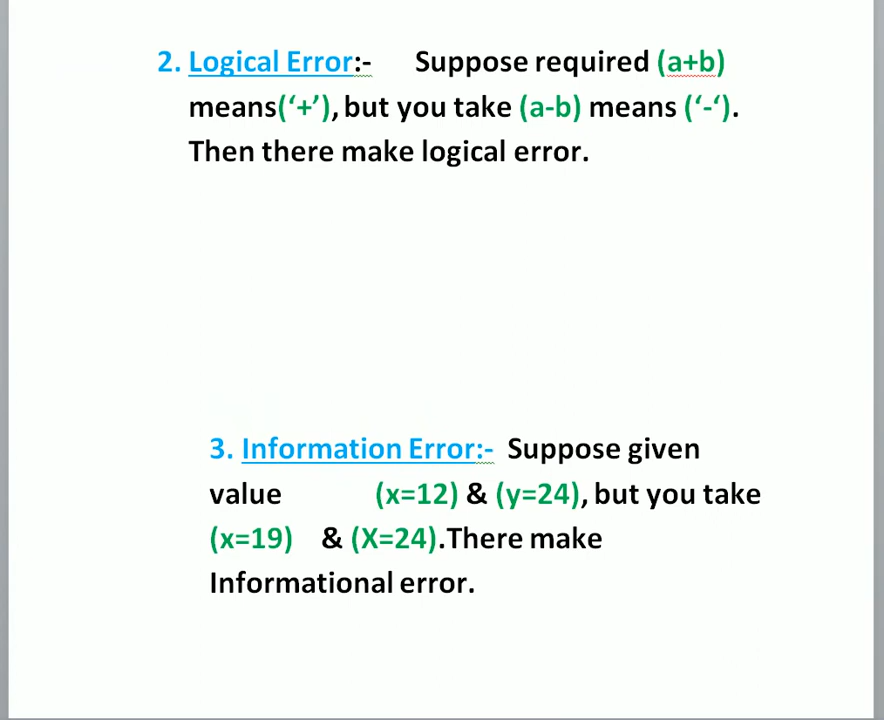 2. Logical Error:- Suppose required (a+b)
means(‘+’), but you take (a-b) means (‘-‘).
Then there make logical error.
3. Information Error:- Suppose given
value (x=12) & (y=24), but you take
(x=19) & (X=24).There make
Informational error.